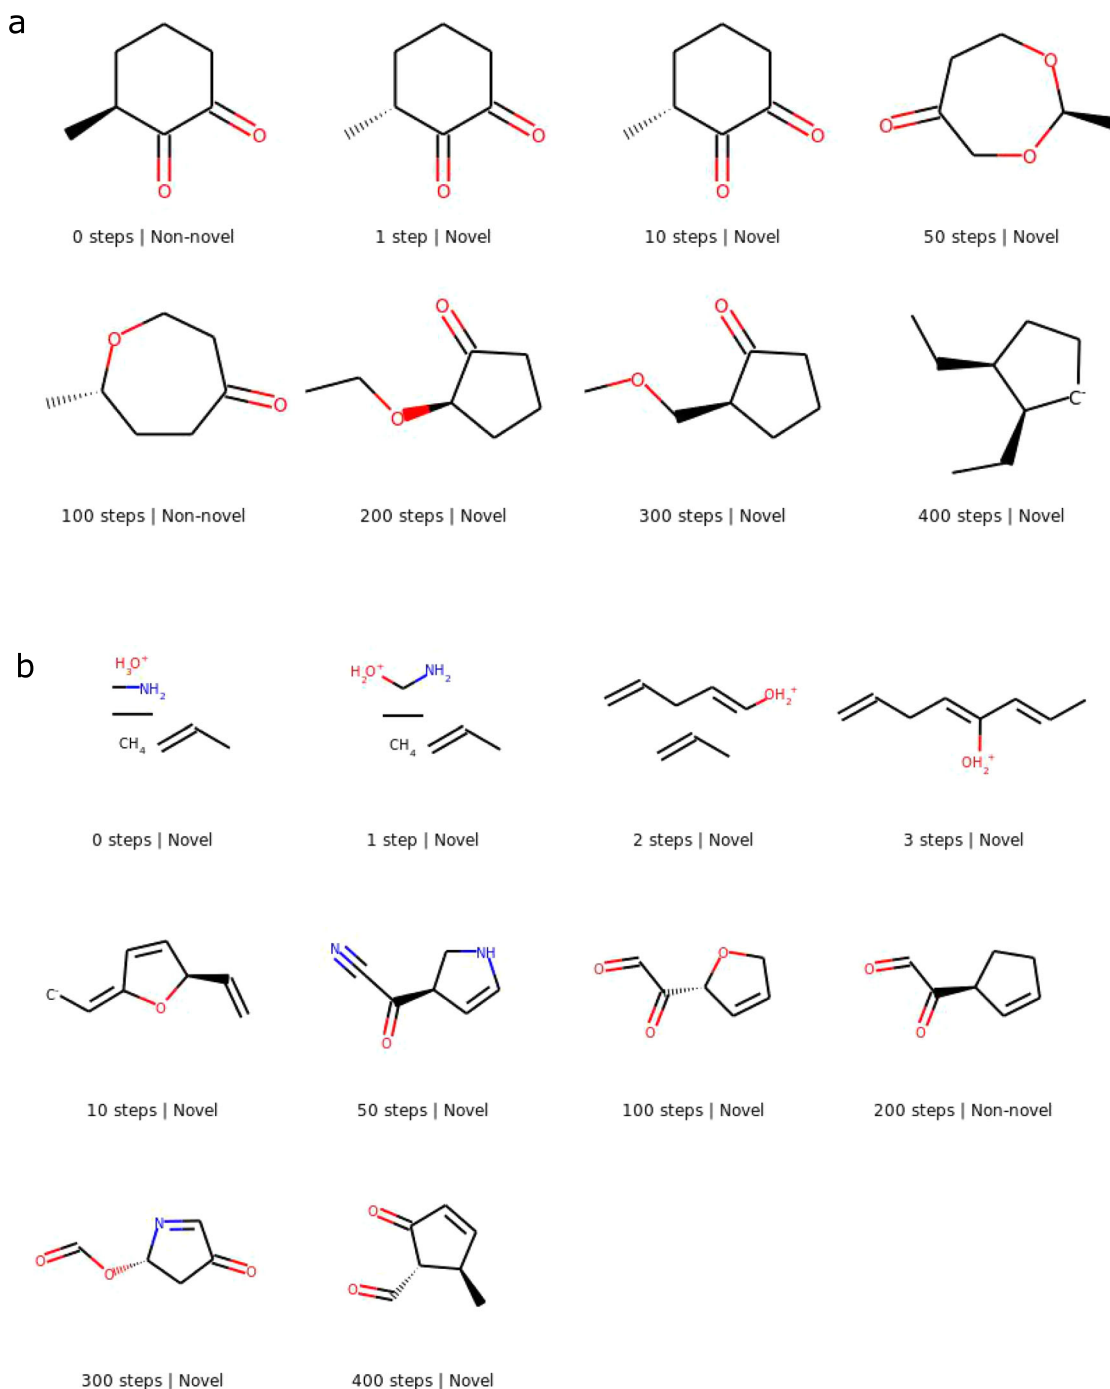 a
O O O O O O O O O
0 steps | Non-novel 1 step | Novel 10 steps | Novel 50 steps | Novel
O O O O O O C⁻
100 steps | Non-novel 200 steps | Novel 300 steps | Novel 400 steps | Novel
b
H₃O⁺ H₂O⁺ NH₂
NH₂ OH₂⁺
CH₄ CH₄ OH₂⁺
0 steps | Novel 1 step | Novel 2 steps | Novel 3 steps | Novel
C⁻ O N NH O O O O O O
10 steps | Novel 50 steps | Novel 100 steps | Novel 200 steps | Non-novel
O O N O O O
300 steps | Novel 400 steps | Novel